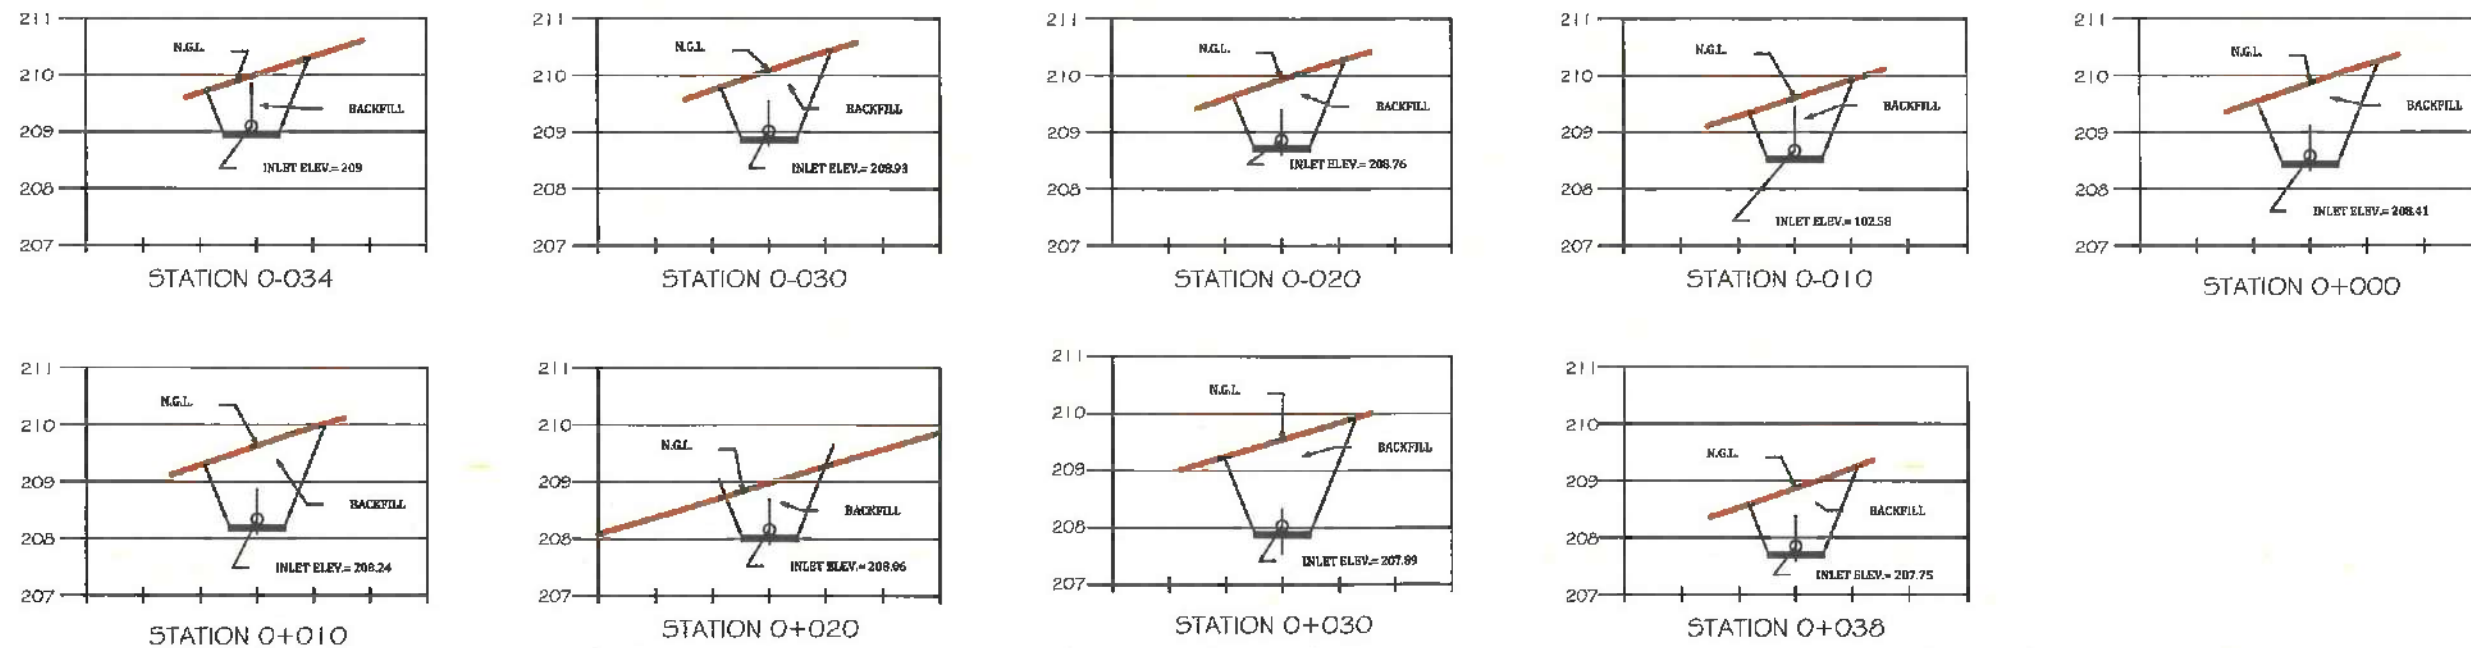 211
210
209
208
207
N.G.L.
BACKFILL
INLET ELEV.= 209
STATION 0-034
211
210
209
208
207
N.G.L.
BACKFILL
INLET ELEV.= 208.93
STATION 0-030
211
210
209
208
207
N.G.L.
BACKFILL
INLET ELEV.= 208.76
STATION 0-020
211
210
209
208
207
N.G.L.
BACKFILL
INLET ELEV.= 102.58
STATION 0-010
211
210
209
208
207
N.G.L.
BACKFILL
INLET ELEV.= 208.41
STATION 0+000
211
210
209
208
207
N.G.L.
BACKFILL
INLET ELEV.= 208.24
STATION 0+010
211
210
209
208
207
N.G.L.
BACKFILL
INLET ELEV.= 208.06
STATION 0+020
211
210
209
208
207
N.G.L.
BACKFILL
INLET ELEV.= 207.89
STATION 0+030
211
210
209
208
207
N.G.L.
BACKFILL
INLET ELEV.= 207.75
STATION 0+038